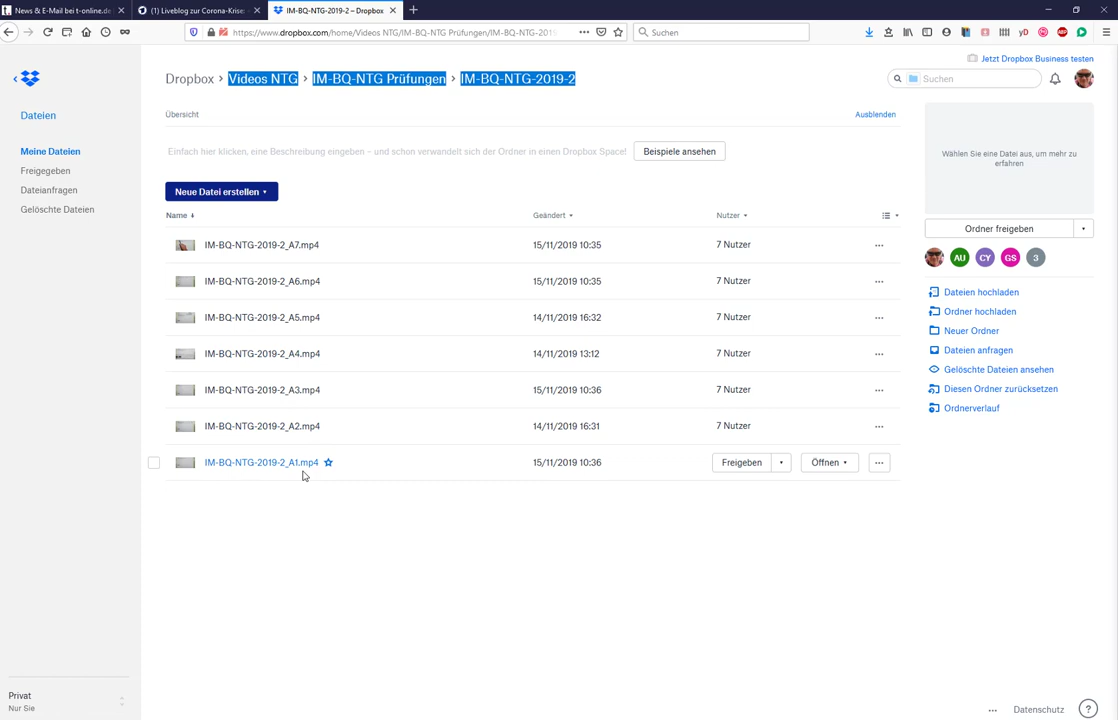 News & E-Mail bei t-online.de
(1) Liveblog zur Corona-Krise:
IM-BQ-NTG-2019-2 – Dropbox
https://www.dropbox.com/home/Videos NTG/IM-BQ-NTG Prüfungen/IM-BQ-NTG-2019
Suchen
Jetzt Dropbox Business testen
Dropbox > Videos NTG > IM-BQ-NTG Prüfungen > IM-BQ-NTG-2019-2
Suchen
Dateien
Meine Dateien
Freigegeben
Dateianfragen
Gelöschte Dateien
Übersicht
Ausblenden
Einfach hier klicken, eine Beschreibung eingeben – und schon verwandelt sich der Ordner in einen Dropbox Space!
Beispiele ansehen
Neue Datei erstellen
Name
Geändert
Nutzer
IM-BQ-NTG-2019-2_A7.mp4 15/11/2019 10:35 7 Nutzer
IM-BQ-NTG-2019-2_A6.mp4 15/11/2019 10:35 7 Nutzer
IM-BQ-NTG-2019-2_A5.mp4 14/11/2019 16:32 7 Nutzer
IM-BQ-NTG-2019-2_A4.mp4 14/11/2019 13:12 7 Nutzer
IM-BQ-NTG-2019-2_A3.mp4 15/11/2019 10:36 7 Nutzer
IM-BQ-NTG-2019-2_A2.mp4 14/11/2019 16:31 7 Nutzer
IM-BQ-NTG-2019-2_A1.mp4 15/11/2019 10:36 Freigeben Öffnen
Wählen Sie eine Datei aus, um mehr zu
erfahren
Ordner freigeben
AU CY GS 3
Dateien hochladen
Ordner hochladen
Neuer Ordner
Dateien anfragen
Gelöschte Dateien ansehen
Diesen Ordner zurücksetzen
Ordnerverlauf
Privat
Nur Sie
Datenschutz
?
yD
ABP